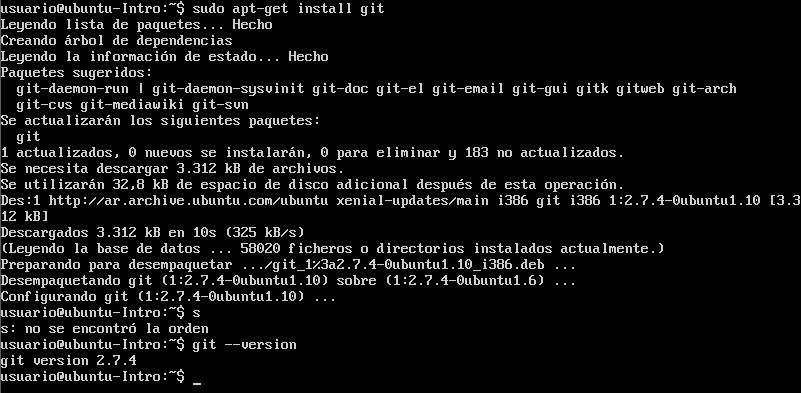 usuario@ubuntu-Intro:~$ sudo apt-get install git
Leyendo lista de paquetes... Hecho
Creando árbol de dependencias
Leyendo la información de estado... Hecho
Paquetes sugeridos:
  git-daemon-run | git-daemon-sysvinit git-doc git-el git-email git-gui gitk gitweb git-arch
  git-cvs git-mediawiki git-svn
Se actualizarán los siguientes paquetes:
  git
1 actualizados, 0 nuevos se instalarán, 0 para eliminar y 183 no actualizados.
Se necesita descargar 3.312 kB de archivos.
Se utilizarán 32,8 kB de espacio de disco adicional después de esta operación.
Des:1 http://ar.archive.ubuntu.com/ubuntu xenial-updates/main i386 git i386 1:2.7.4-0ubuntu1.10 [3.3
12 kB]
Descargados 3.312 kB en 10s (325 kB/s)
(Leyendo la base de datos ... 58020 ficheros o directorios instalados actualmente.)
Preparando para desempaquetar .../git_1%3a2.7.4-0ubuntu1.10_i386.deb ...
Desempaquetando git (1:2.7.4-0ubuntu1.10) sobre (1:2.7.4-0ubuntu1.6) ...
Configurando git (1:2.7.4-0ubuntu1.10) ...
usuario@ubuntu-Intro:~$ s
s: no se encontró la orden
usuario@ubuntu-Intro:~$ git --version
git version 2.7.4
usuario@ubuntu-Intro:~$ _